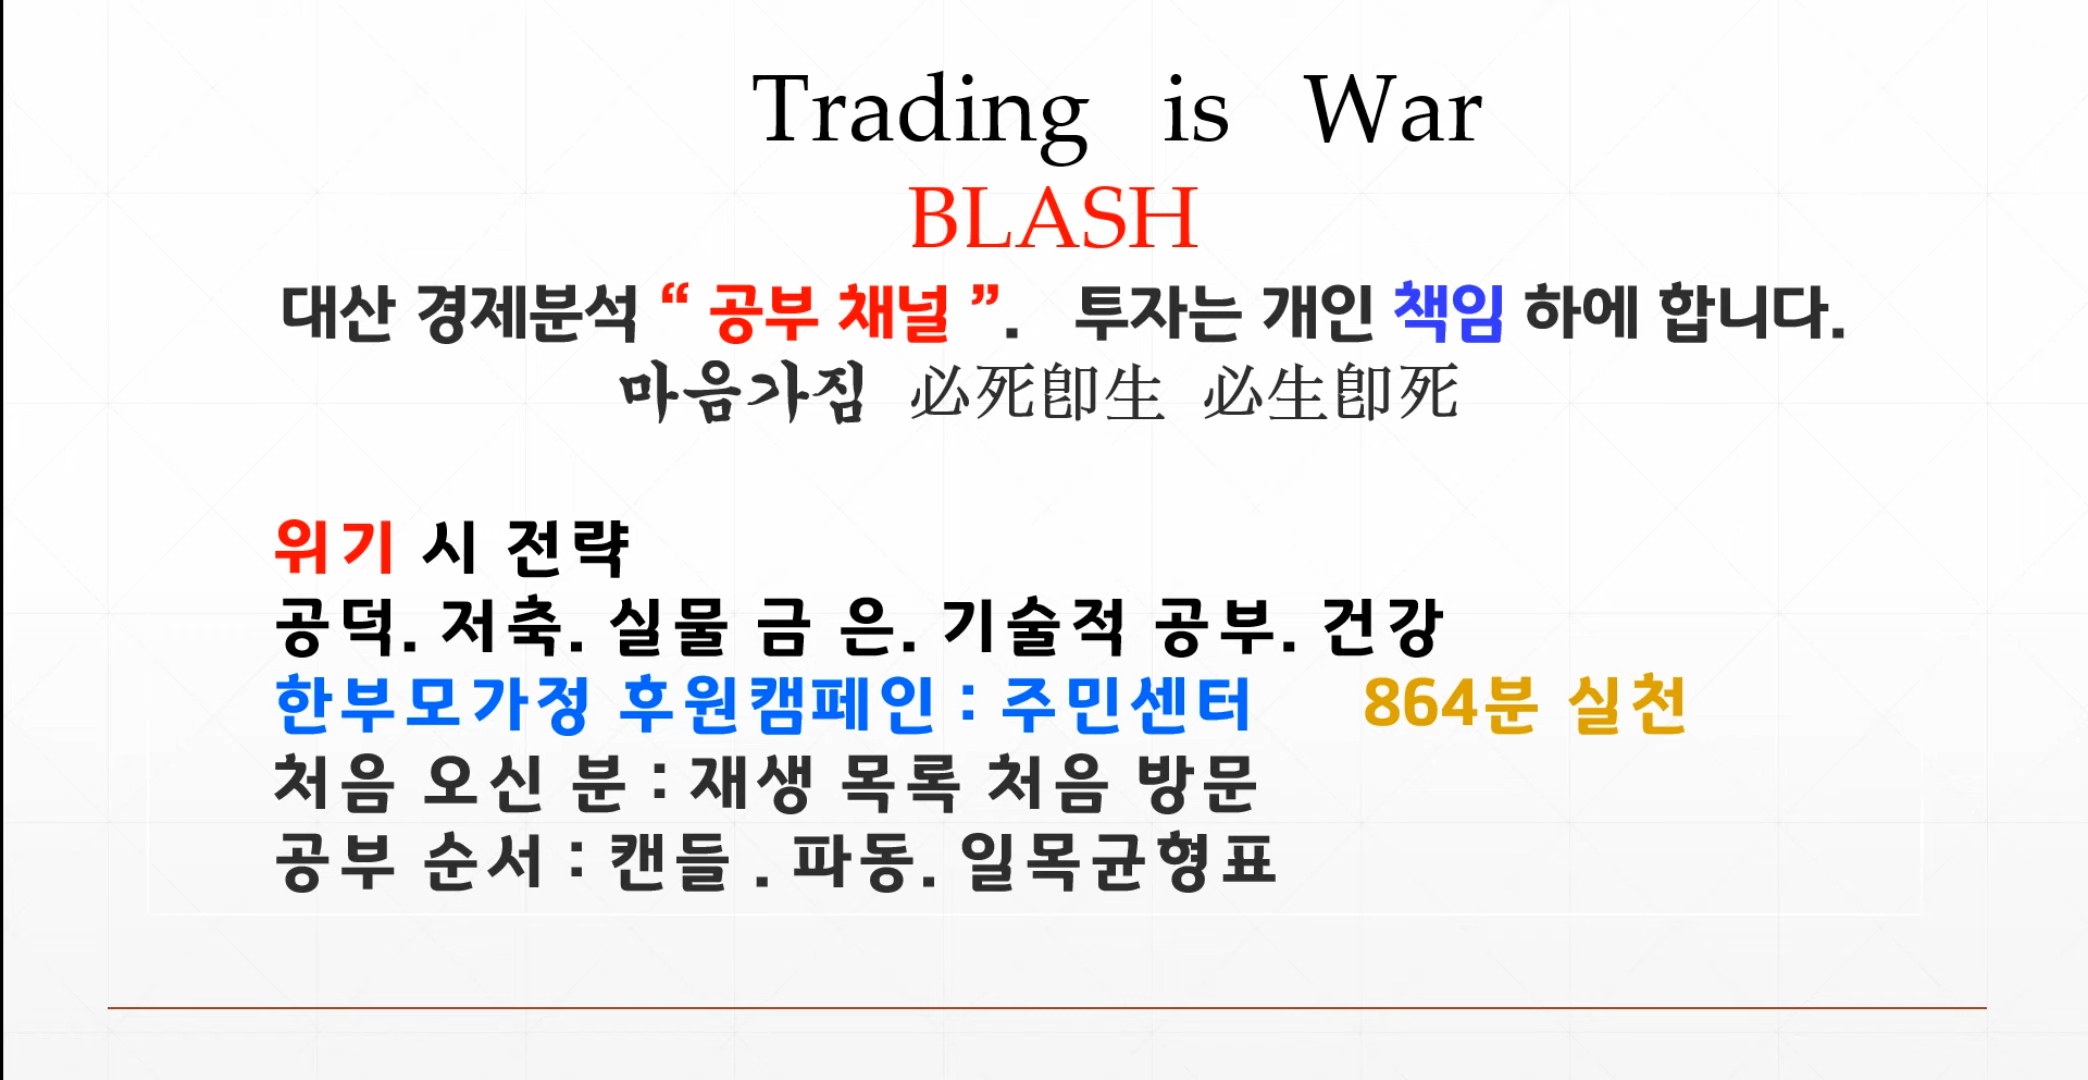 Trading is War
BLASH
대산 경제분석 “ 공부 채널 ”. 투자는 개인 책임 하에 합니다.
마음가짐 必死卽生 必生卽死
위기 시 전략
공덕. 저축. 실물 금 은. 기술적 공부. 건강
한부모가정 후원캠페인 : 주민센터 864분 실천
처음 오신 분 : 재생 목록 처음 방문
공부 순서 : 캔들 . 파동. 일목균형표